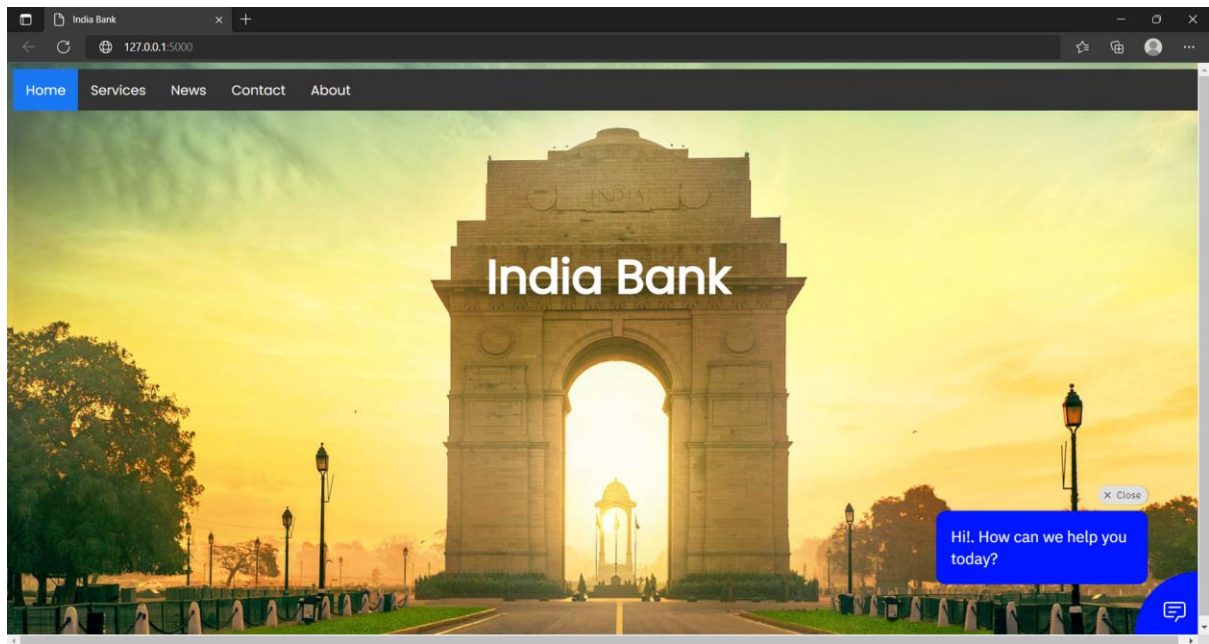 India Bank
127.0.0.1:5000
Home Services News Contact About
INDIA
India Bank
Close
Hi!. How can we help you
today?